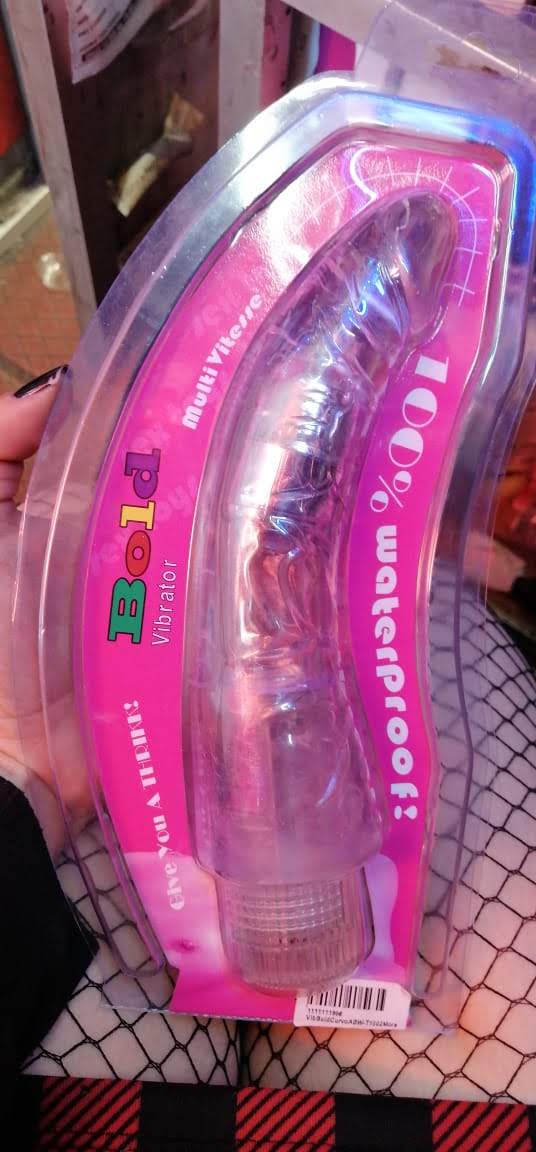 Multi Vitesse
Bold
Vibrator
Give you A THRILL!
100% waterproof!